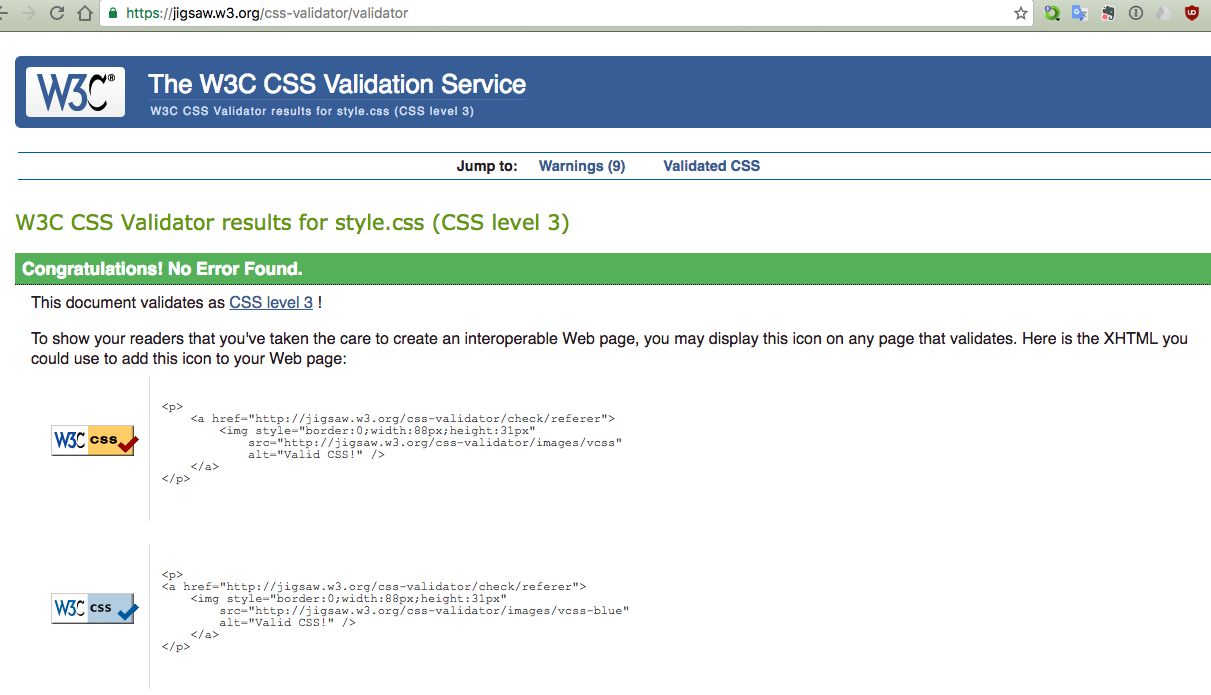 https://jigsaw.w3.org/css-validator/validator
W3C®
The W3C CSS Validation Service
W3C CSS Validator results for style.css (CSS level 3)
Jump to: Warnings (9) Validated CSS
W3C CSS Validator results for style.css (CSS level 3)
Congratulations! No Error Found.
This document validates as CSS level 3 !
To show your readers that you've taken the care to create an interoperable Web page, you may display this icon on any page that validates. Here is the XHTML you
could use to add this icon to your Web page:
W3C css
<p>
    <a href="http://jigsaw.w3.org/css-validator/check/referer">
        <img style="border:0;width:88px;height:31px"
            src="http://jigsaw.w3.org/css-validator/images/vcss"
            alt="Valid CSS!" />
    </a>
</p>
W3C css
<p>
<a href="http://jigsaw.w3.org/css-validator/check/referer">
    <img style="border:0;width:88px;height:31px"
        src="http://jigsaw.w3.org/css-validator/images/vcss-blue"
        alt="Valid CSS!" />
    </a>
</p>